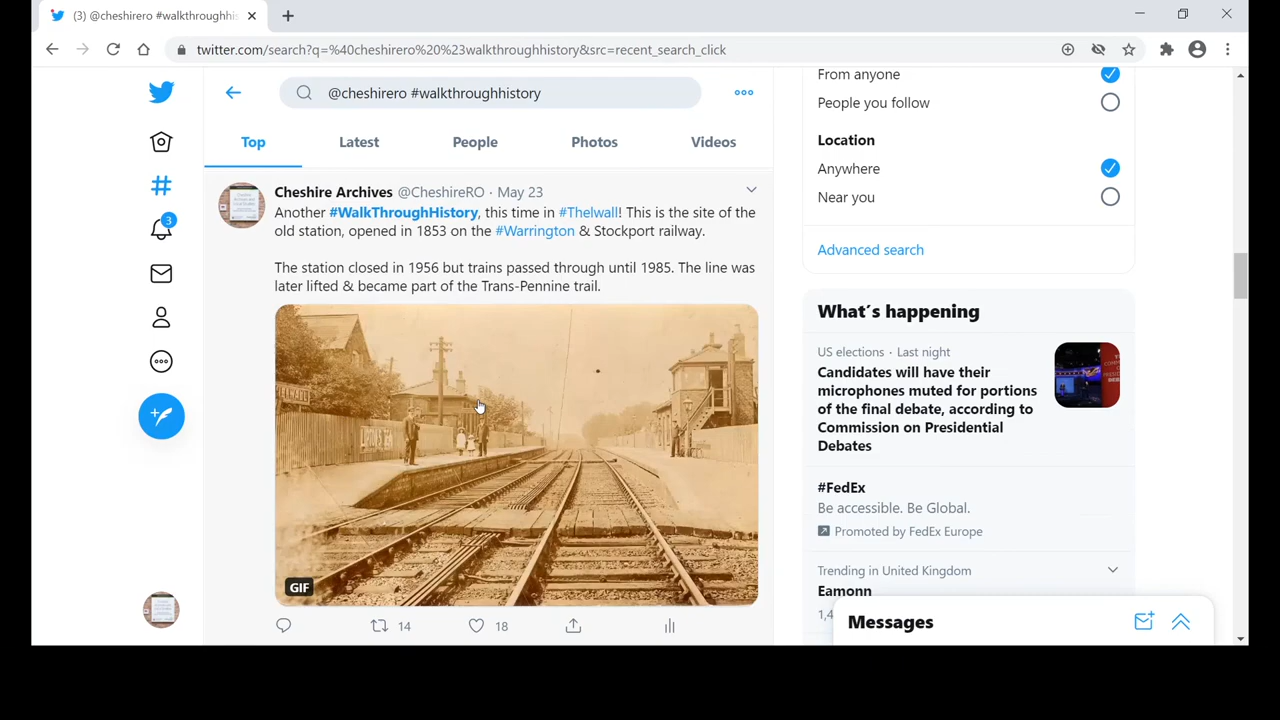 (3) @cheshirero #walkthroughhis
twitter.com/search?q=%40cheshirero%20%23walkthroughhistory&src=recent_search_click
@cheshirero #walkthroughhistory
Top Latest People Photos Videos
3
Cheshire Archives @CheshireRO · May 23
Another #WalkThroughHistory, this time in #Thelwall! This is the site of the
old station, opened in 1853 on the #Warrington & Stockport railway.
The station closed in 1956 but trains passed through until 1985. The line was
later lifted & became part of the Trans-Pennine trail.
GIF
14 18
From anyone
People you follow
Location
Anywhere
Near you
Advanced search
What's happening
US elections · Last night
Candidates will have their
microphones muted for portions
of the final debate, according to
Commission on Presidential
Debates
#FedEx
Be accessible. Be Global.
Promoted by FedEx Europe
Trending in United Kingdom
Eamonn
Messages